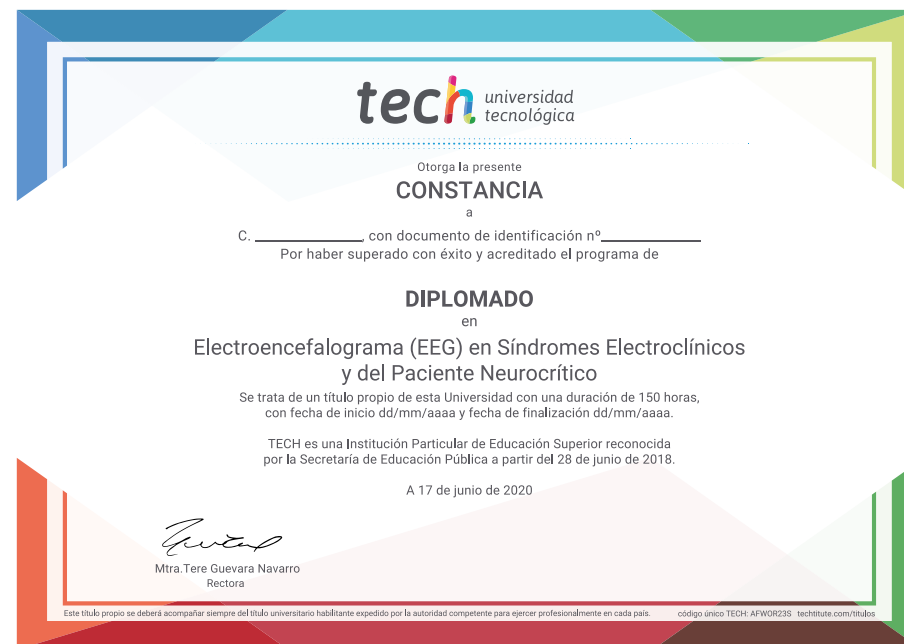 tech universidad
tecnológica
Otorga la presente
CONSTANCIA
a
C. ________________, con documento de identificación nº________________
Por haber superado con éxito y acreditado el programa de
DIPLOMADO
en
Electroencefalograma (EEG) en Síndromes Electroclínicos
y del Paciente Neurocrítico
Se trata de un título propio de esta Universidad con una duración de 150 horas,
con fecha de inicio dd/mm/aaaa y fecha de finalización dd/mm/aaaa.
TECH es una Institución Particular de Educación Superior reconocida
por la Secretaría de Educación Pública a partir del 28 de junio de 2018.
A 17 de junio de 2020
Mtra.Tere Guevara Navarro
Rectora
Este título propio se deberá acompañar siempre del título universitario habilitante expedido por la autoridad competente para ejercer profesionalmente en cada país. código único TECH: AFWOR23S techtitute.com/titulos